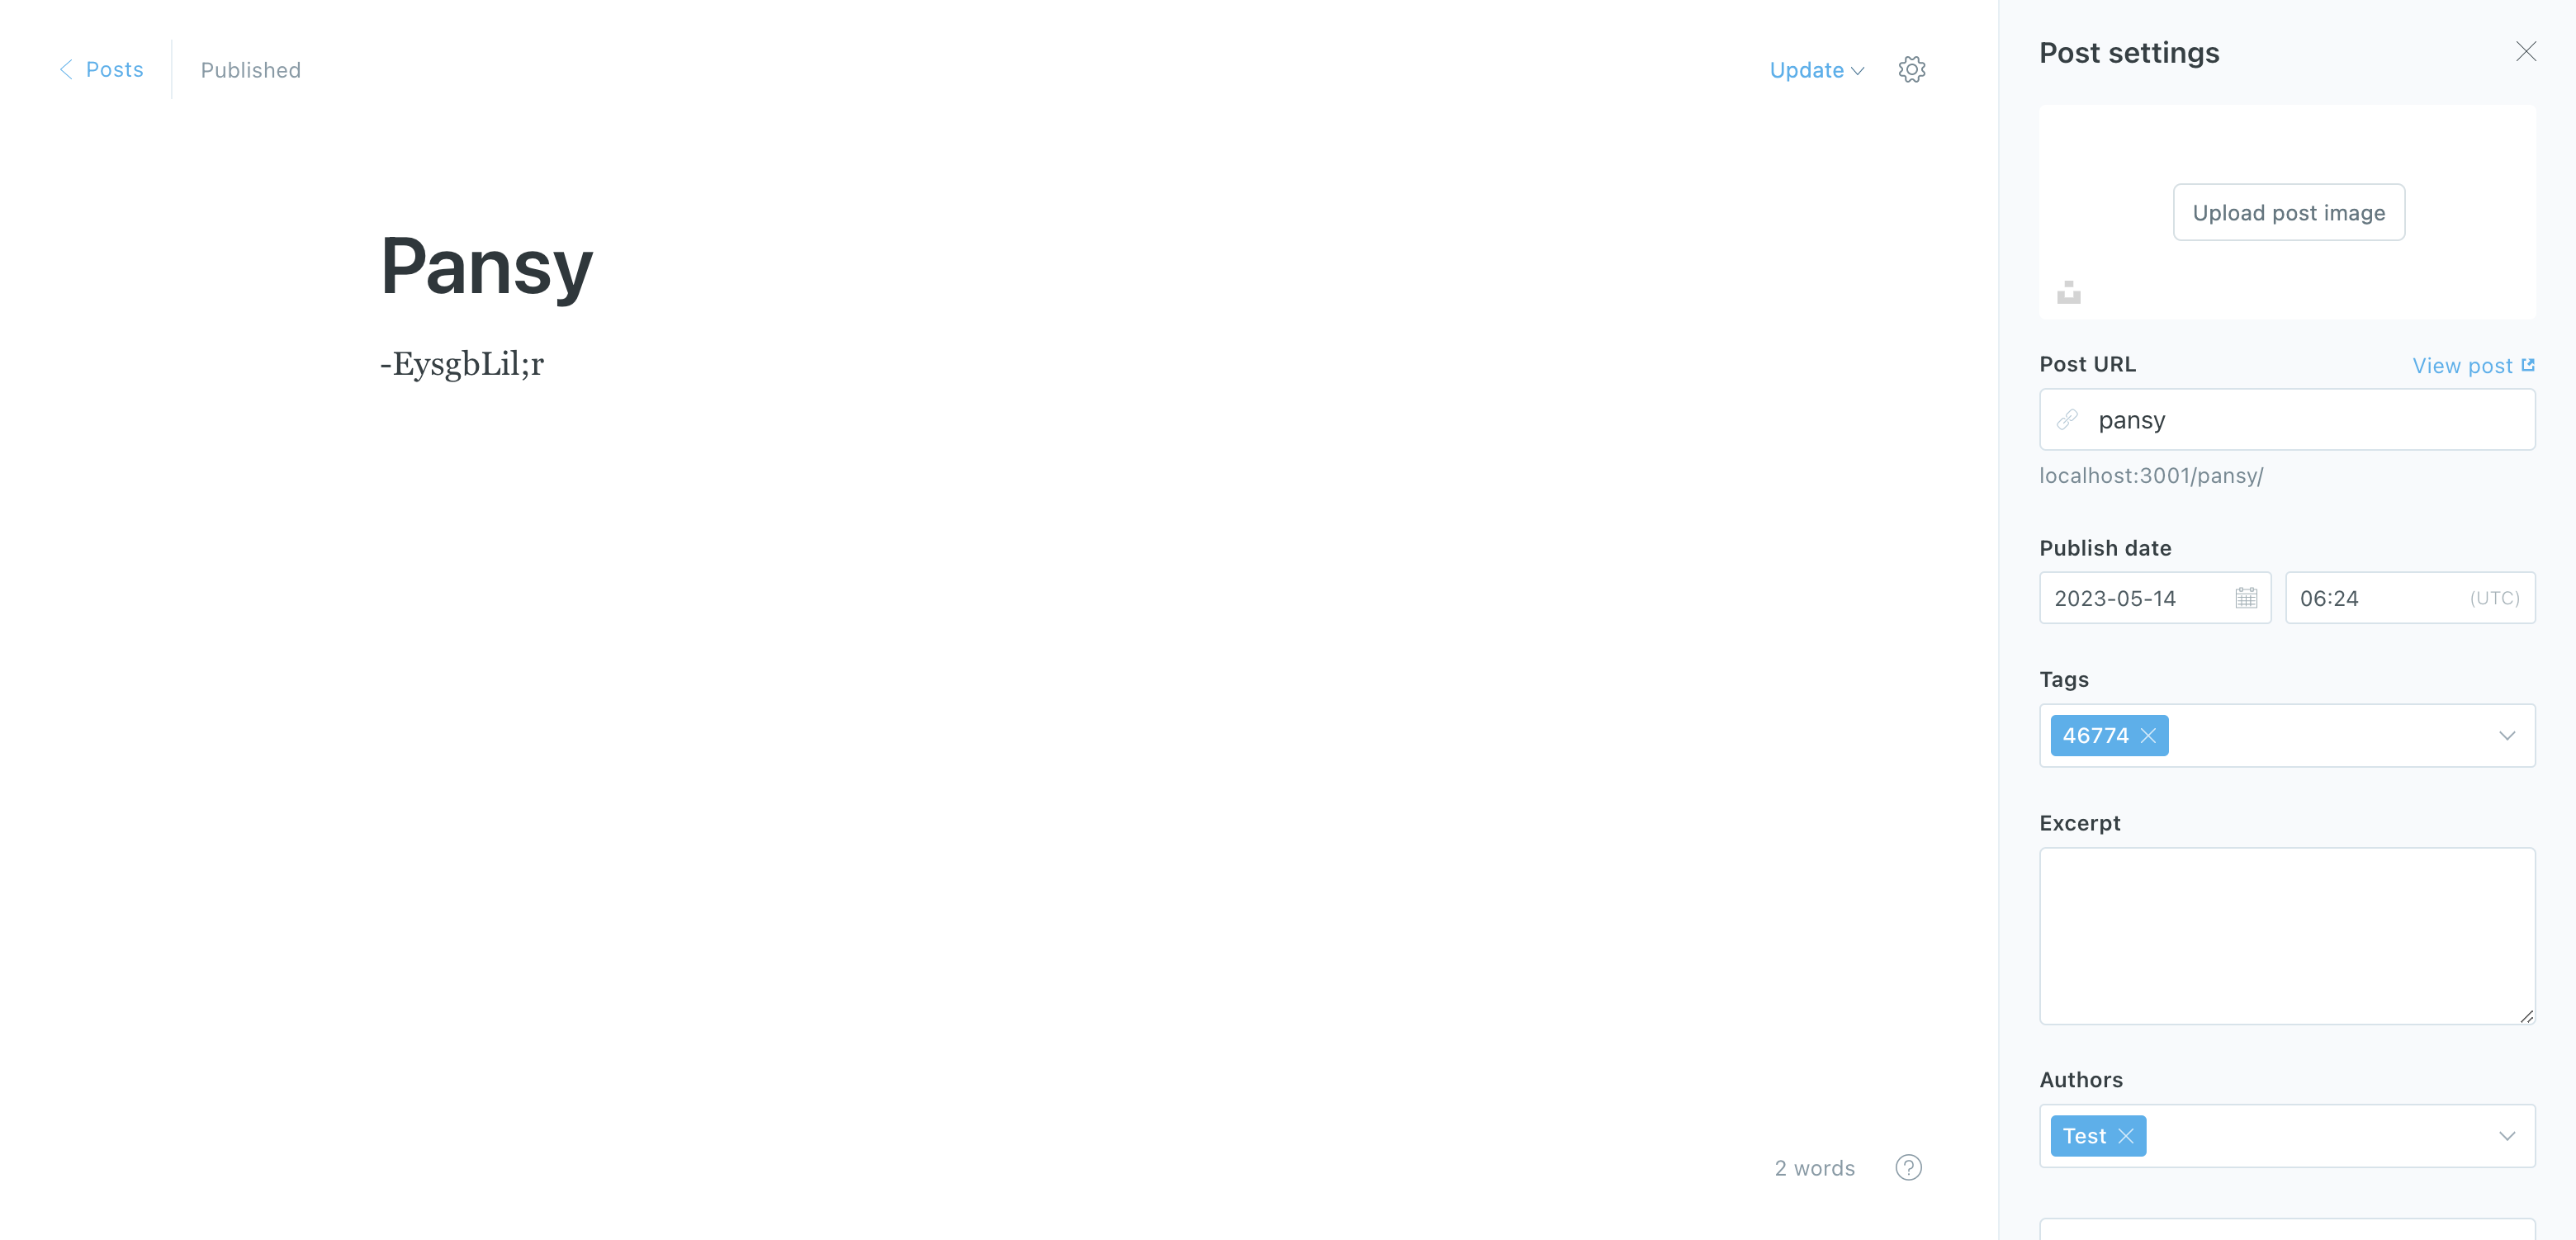 Posts
Published
Update
Post settings
Pansy
-EysgbLil;r
Upload post image
Post URL
View post
pansy
localhost:3001/pansy/
Publish date
2023-05-14
06:24
(UTC)
Tags
46774
Excerpt
Authors
Test
2 words
?